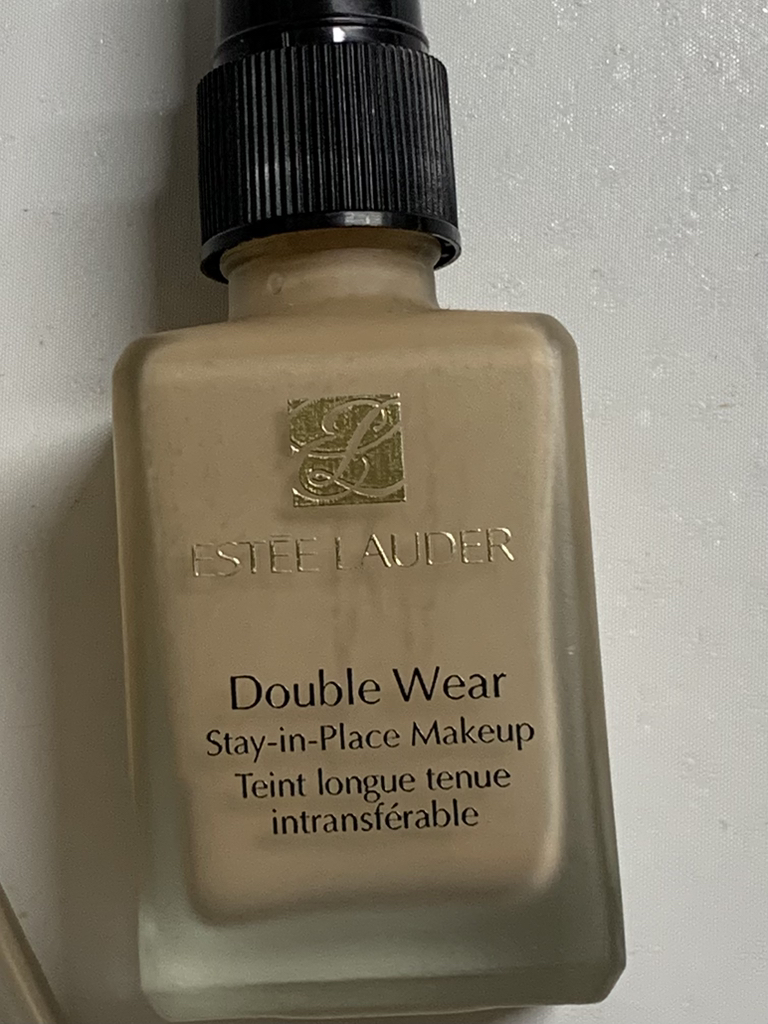 ESTĒE LAUDER
Double Wear
Stay-in-Place Makeup
Teint longue tenue
intransférable